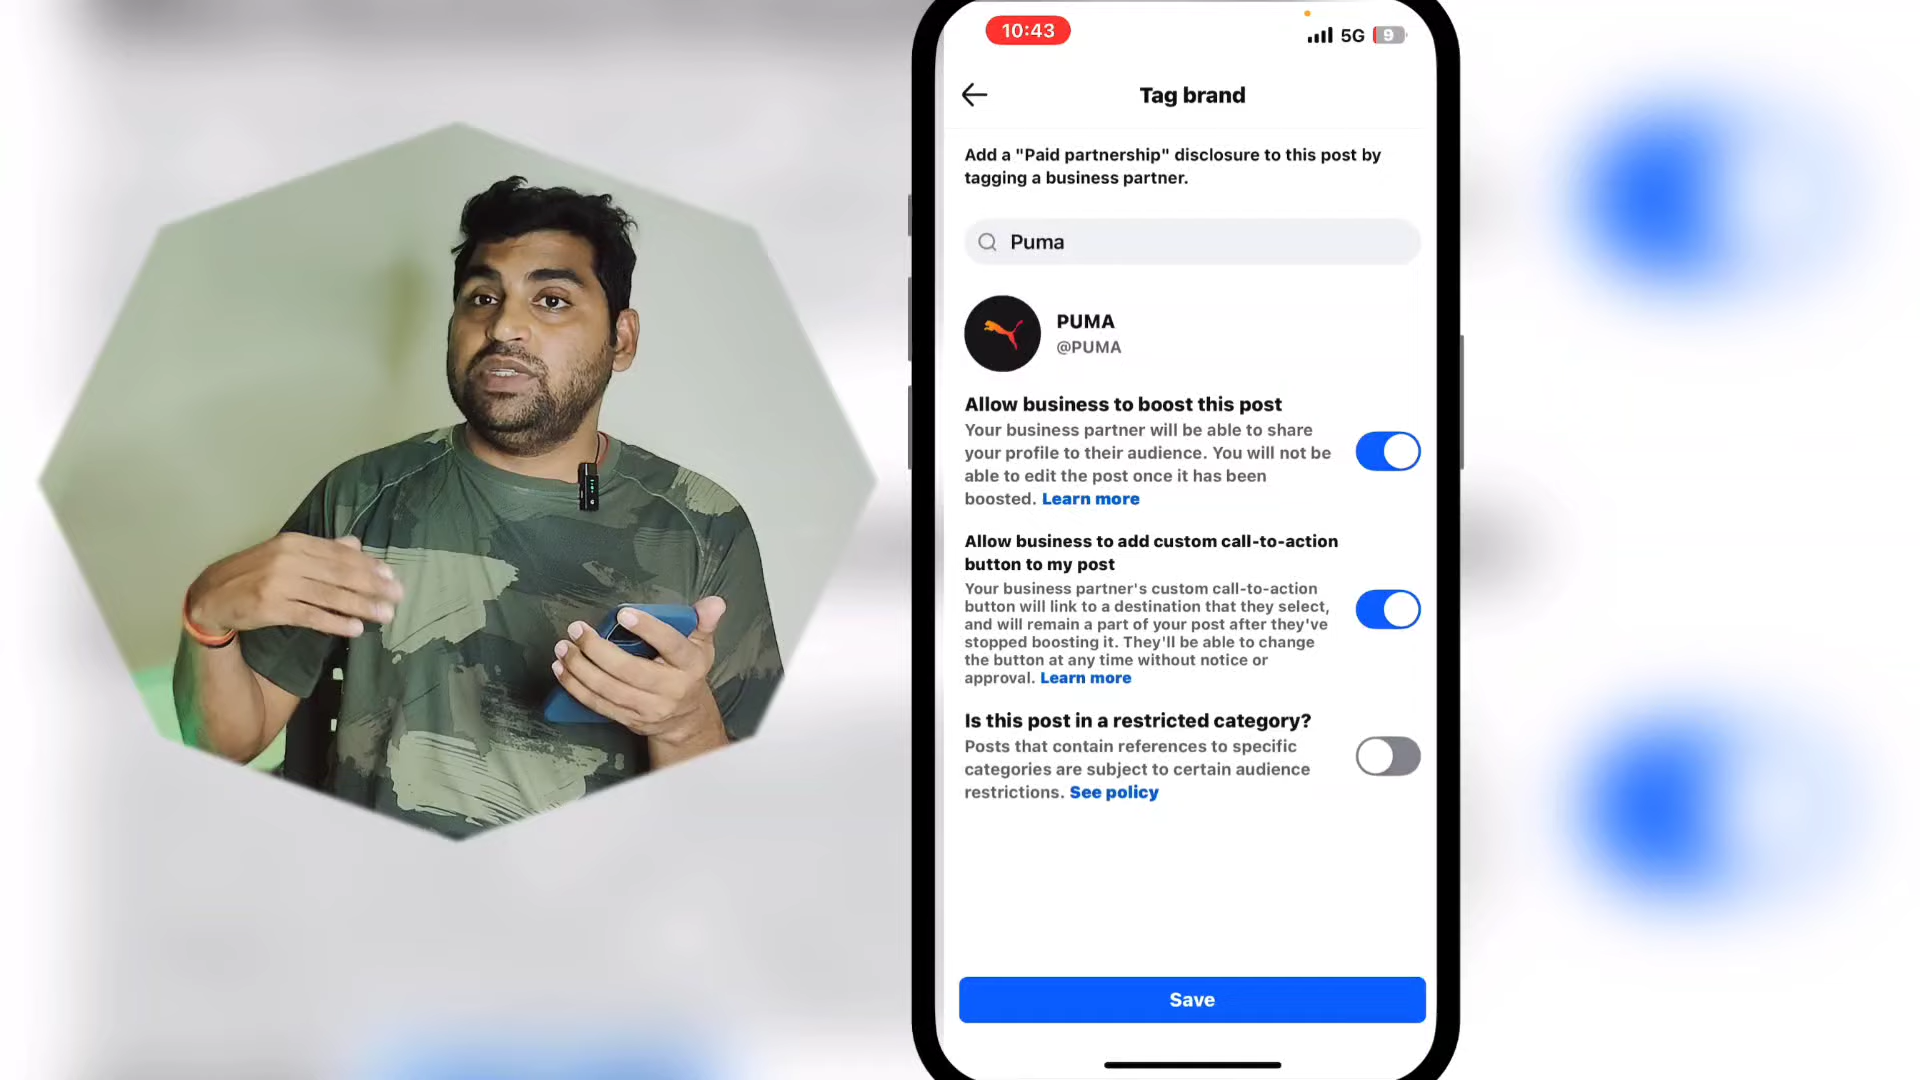 10:43
5G
9
Tag brand
Add a "Paid partnership" disclosure to this post by
tagging a business partner.
Puma
PUMA
@PUMA
Allow business to boost this post
Your business partner will be able to share
your profile to their audience. You will not be
able to edit the post once it has been
boosted. Learn more
Allow business to add custom call-to-action
button to my post
Your business partner's custom call-to-action
button will link to a destination that they select,
and will remain a part of your post after they've
stopped boosting it. They'll be able to change
the button at any time without notice or
approval. Learn more
Is this post in a restricted category?
Posts that contain references to specific
categories are subject to certain audience
restrictions. See policy
Save